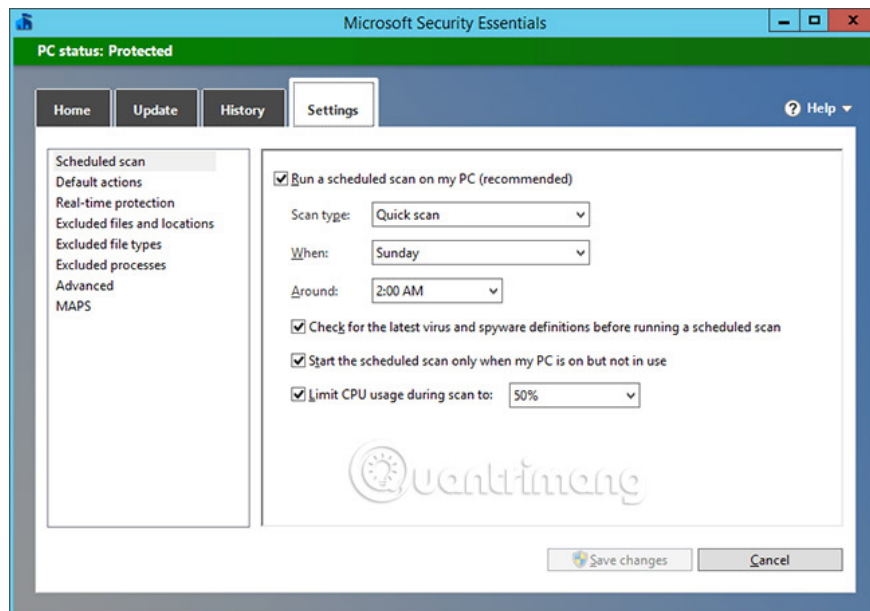 Microsoft Security Essentials
PC status: Protected
Home
Update
History
Settings
Help
Scheduled scan
Default actions
Real-time protection
Excluded files and locations
Excluded file types
Excluded processes
Advanced
MAPS
Run a scheduled scan on my PC (recommended)
Scan type: Quick scan
When: Sunday
Around: 2:00 AM
Check for the latest virus and spyware definitions before running a scheduled scan
Start the scheduled scan only when my PC is on but not in use
Limit CPU usage during scan to: 50%
Quantrimang
Save changes
Cancel